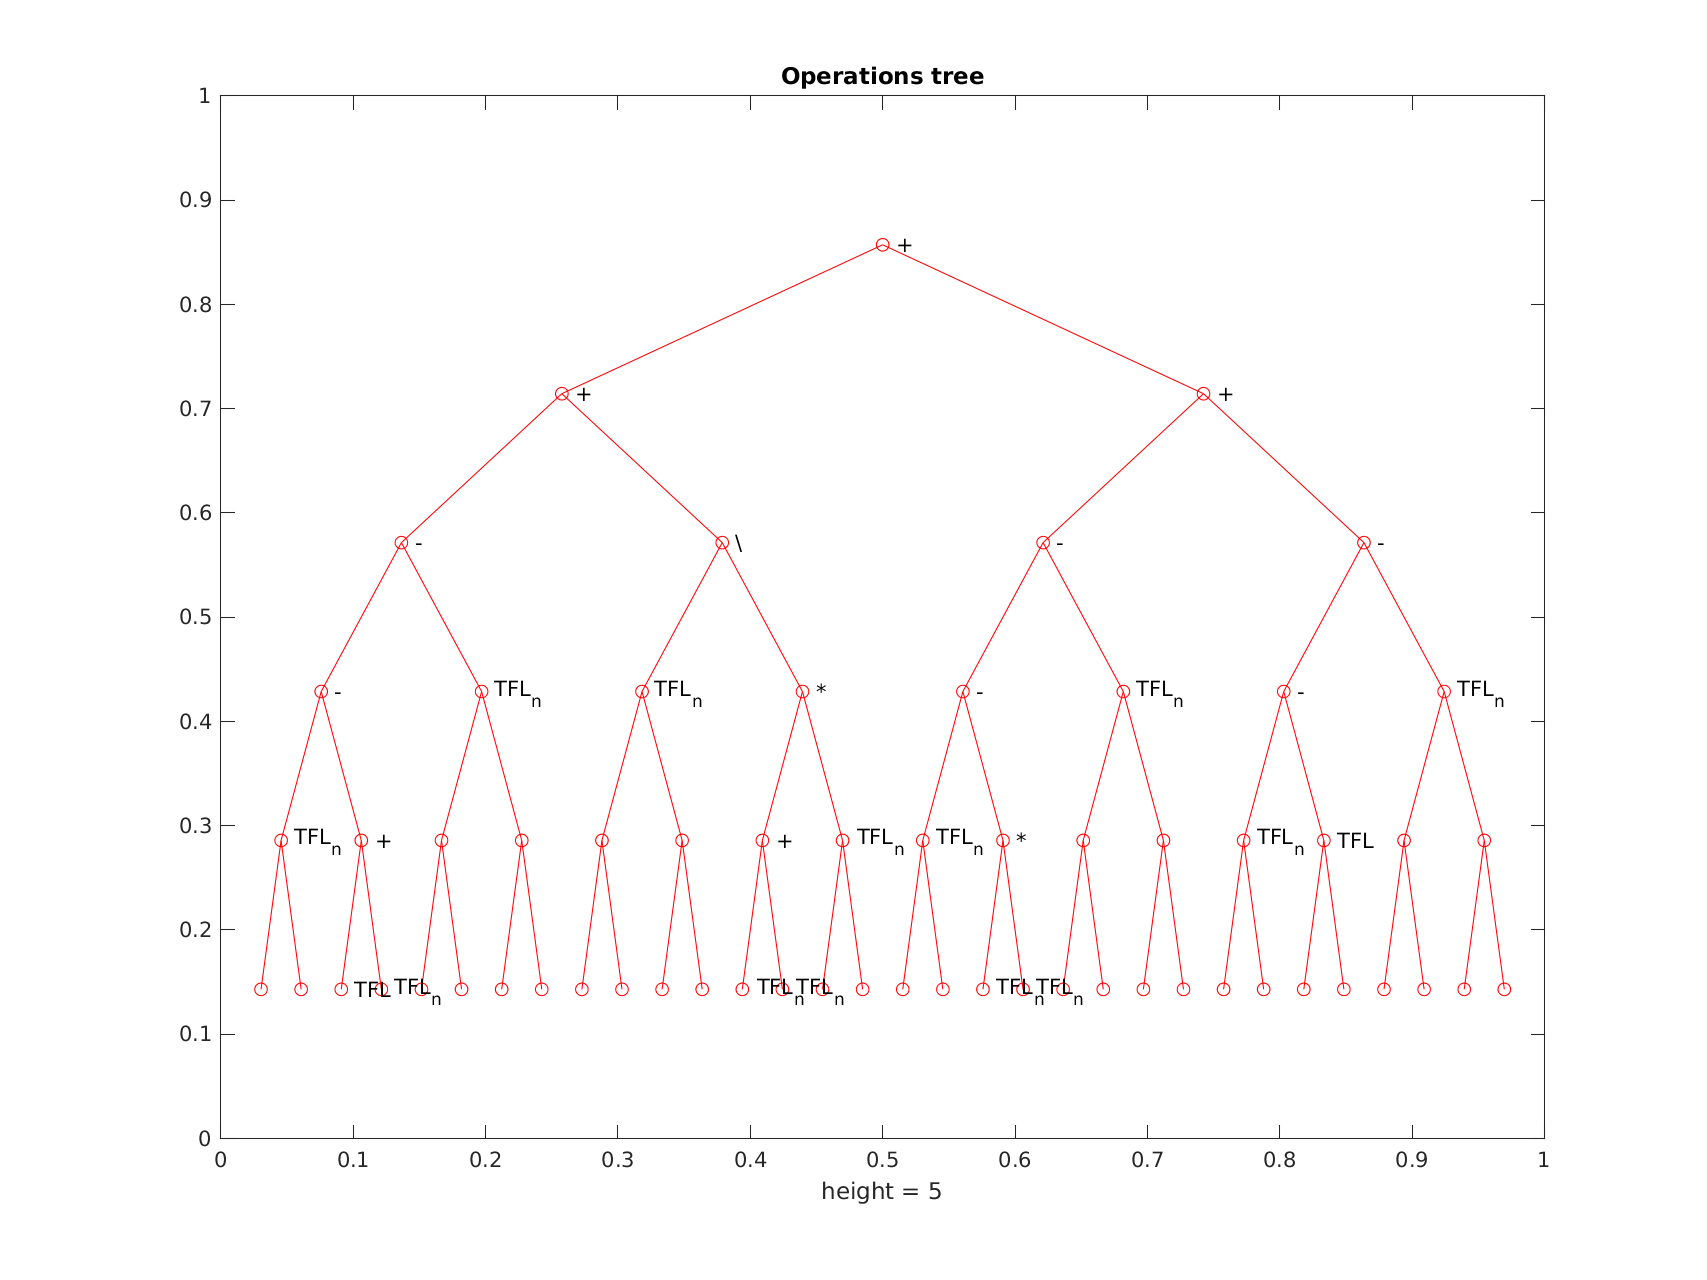 Operations tree
1
0.9
+
0.8
+ +
0.7
0.6
- \ - -
0.5
- TFLn TFLn * - TFLn - TFLn
0.4
0.3
TFLn + + TFLn TFLn * TFLn TFL
0.2
TFL TFLn TFLn TFLn TFLn TFLn
0.1
0
0 0.1 0.2 0.3 0.4 0.5 0.6 0.7 0.8 0.9 1
height = 5